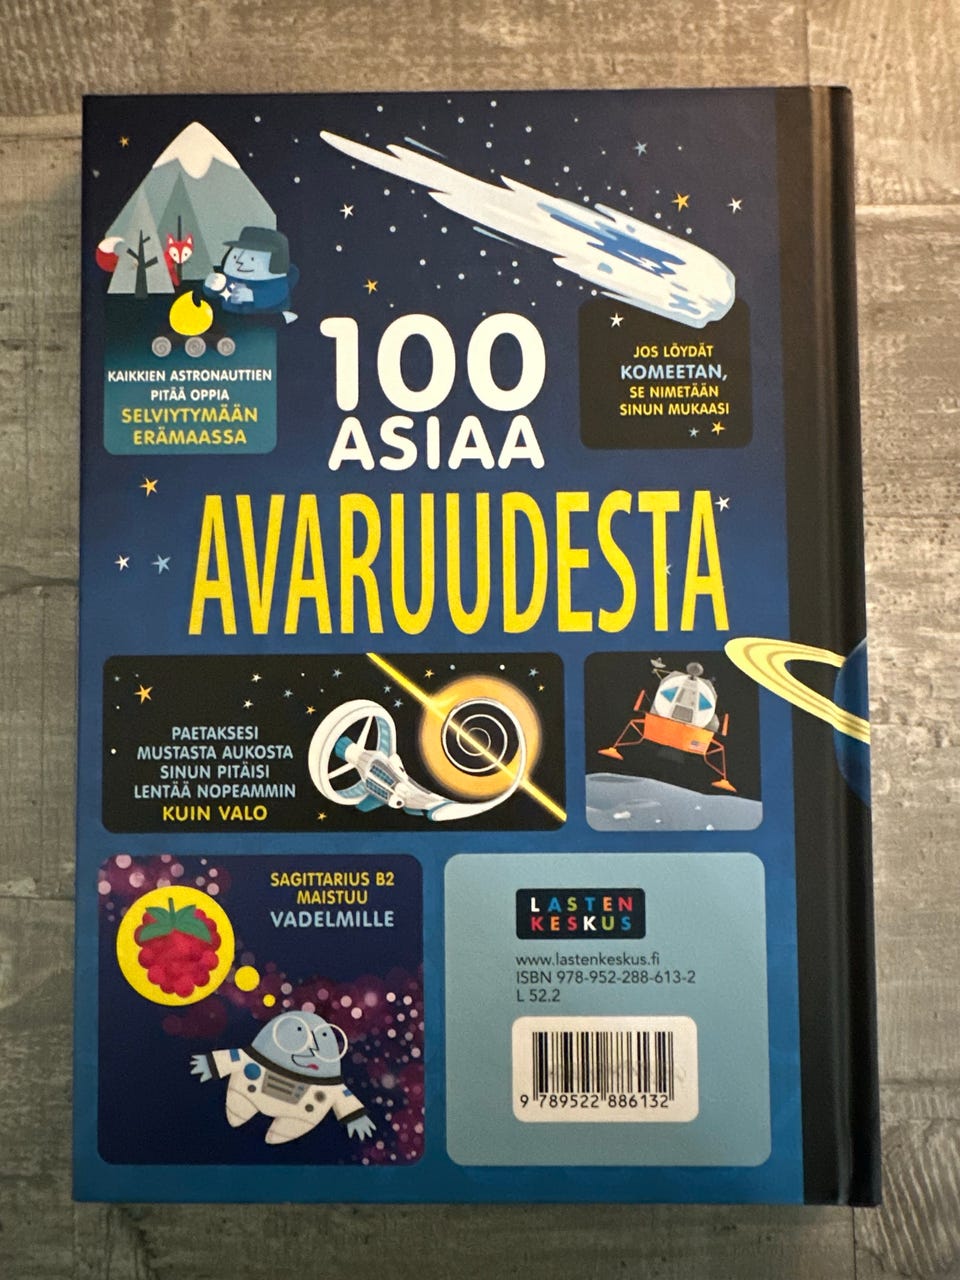 KAIKKIEN ASTRONAUTTIEN
PITÄÄ OPPIA
SELVIYTYMÄÄN
ERÄMAASSA
JOS LÖYDÄT
KOMEETAN,
SE NIMETÄÄN
SINUN MUKAASI
100
ASIAA
AVARUUDESTA
PAETAKSESI
MUSTASTA AUKOSTA
SINUN PITÄISI
LENTÄÄ NOPEAMMIN
KUIN VALO
SAGITTARIUS B2
MAISTUU
VADELMILLE
LASTEN
KESKUS
www.lastenkeskus.fi
ISBN 978-952-288-613-2
L 52.2
9 789522 886132